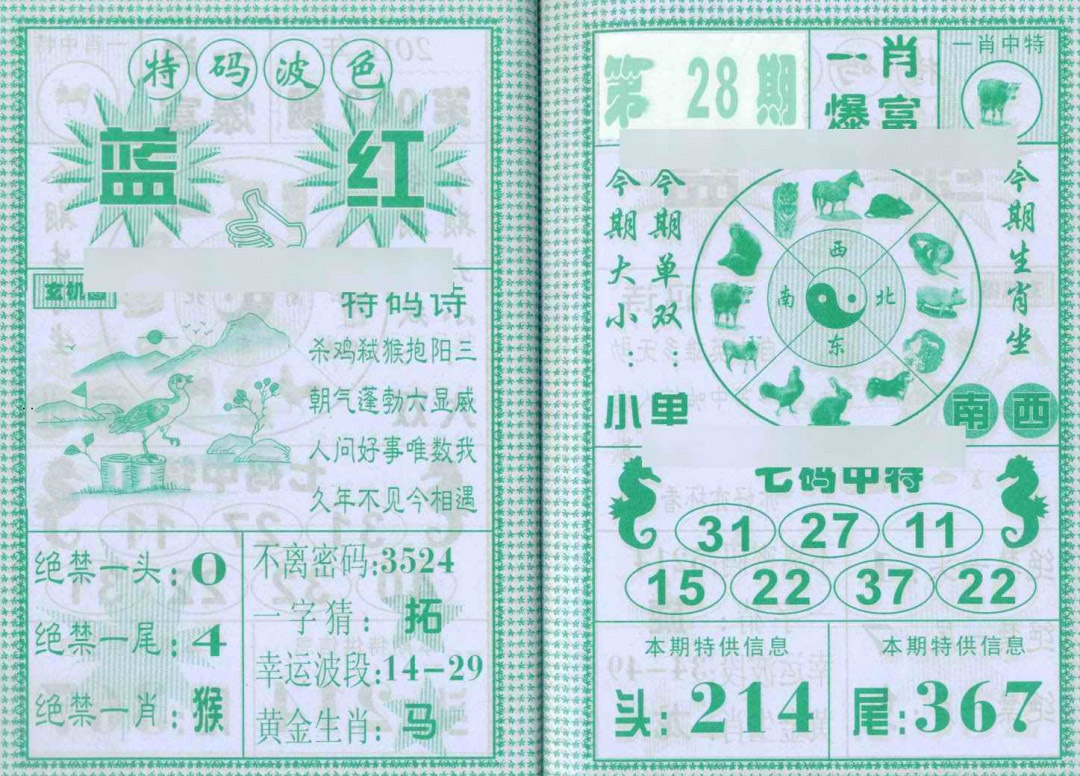 特码波色
蓝 红
玄机图
特码诗
杀鸡弑猴抱阳三
朝气蓬勃六显威
人问好事唯数我
久年不见今相遇
绝禁一头:0
绝禁一尾:4
绝禁一肖:猴
不离密码:3524
一字猜:拓
幸运波段:14-29
黄金生肖:马
第28期
一肖
爆富
一肖中特
今期大小:小
今期单双:单
西
南 北
东
今期生肖坐
南 西
七码中特
31 27 11
15 22 37 22
本期特供信息
头:214
本期特供信息
尾:367